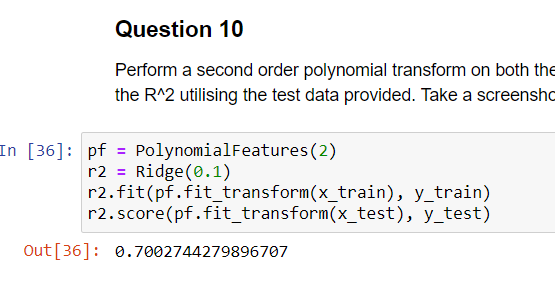 Question 10
Perform a second order polynomial transform on both the
the R^2 utilising the test data provided. Take a screensho
In [36]: pf = PolynomialFeatures(2)
r2 = Ridge(0.1)
r2.fit(pf.fit_transform(x_train), y_train)
r2.score(pf.fit_transform(x_test), y_test)
Out[36]: 0.7002744279896707